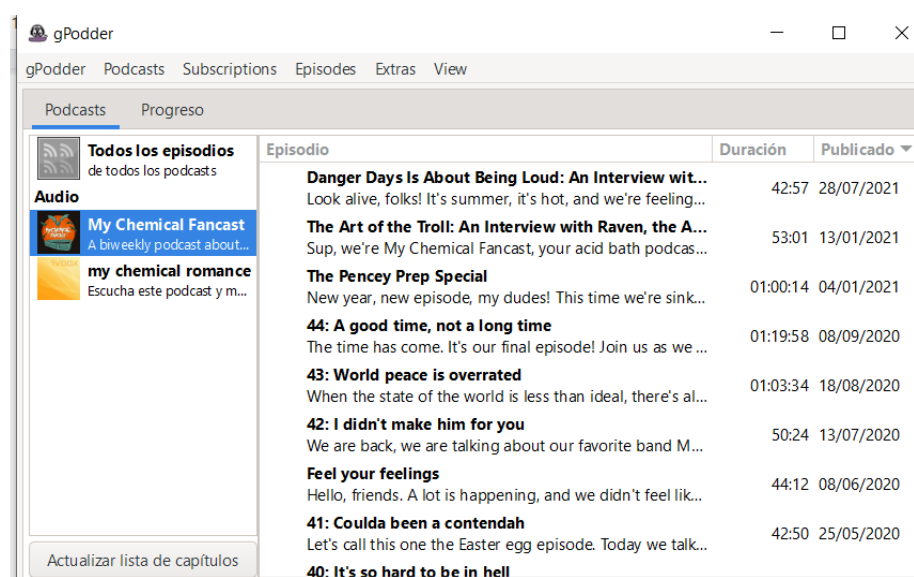 gPodder
gPodder Podcasts Subscriptions Episodes Extras View
Podcasts Progreso
Todos los episodios
de todos los podcasts
Audio
My Chemical Fancast
A biweekly podcast about...
my chemical romance
Escucha este podcast y m...
Actualizar lista de capítulos
Episodio Duración Publicado
Danger Days Is About Being Loud: An Interview wit...
Look alive, folks! It's summer, it's hot, and we're feeling...
42:57 28/07/2021
The Art of the Troll: An Interview with Raven, the A...
Sup, we're My Chemical Fancast, your acid bath podcas...
53:01 13/01/2021
The Pencey Prep Special
New year, new episode, my dudes! This time we're sink...
01:00:14 04/01/2021
44: A good time, not a long time
The time has come. It's our final episode! Join us as we ...
01:19:58 08/09/2020
43: World peace is overrated
When the state of the world is less than ideal, there's al...
01:03:34 18/08/2020
42: I didn't make him for you
We are back, we are talking about our favorite band M...
50:24 13/07/2020
Feel your feelings
Hello, friends. A lot is happening, and we didn't feel lik...
44:12 08/06/2020
41: Coulda been a contendah
Let's call this one the Easter egg episode. Today we talk...
42:50 25/05/2020
40: It's so hard to be in hell